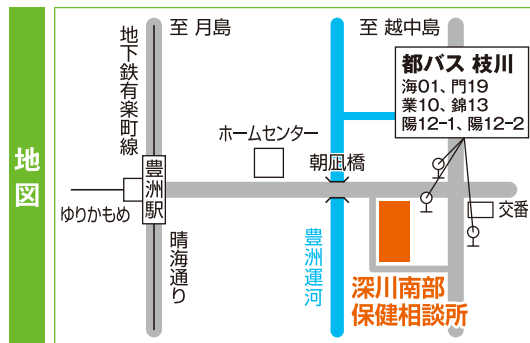 地図
至 月島
至 越中島
地下鉄有楽町線
都バス 枝川
海01、門19
業10、錦13
陽12-1、陽12-2
ホームセンター
朝凪橋
豊洲駅
ゆりかもめ
交番
晴海通り
豊洲運河
深川南部
保健相談所